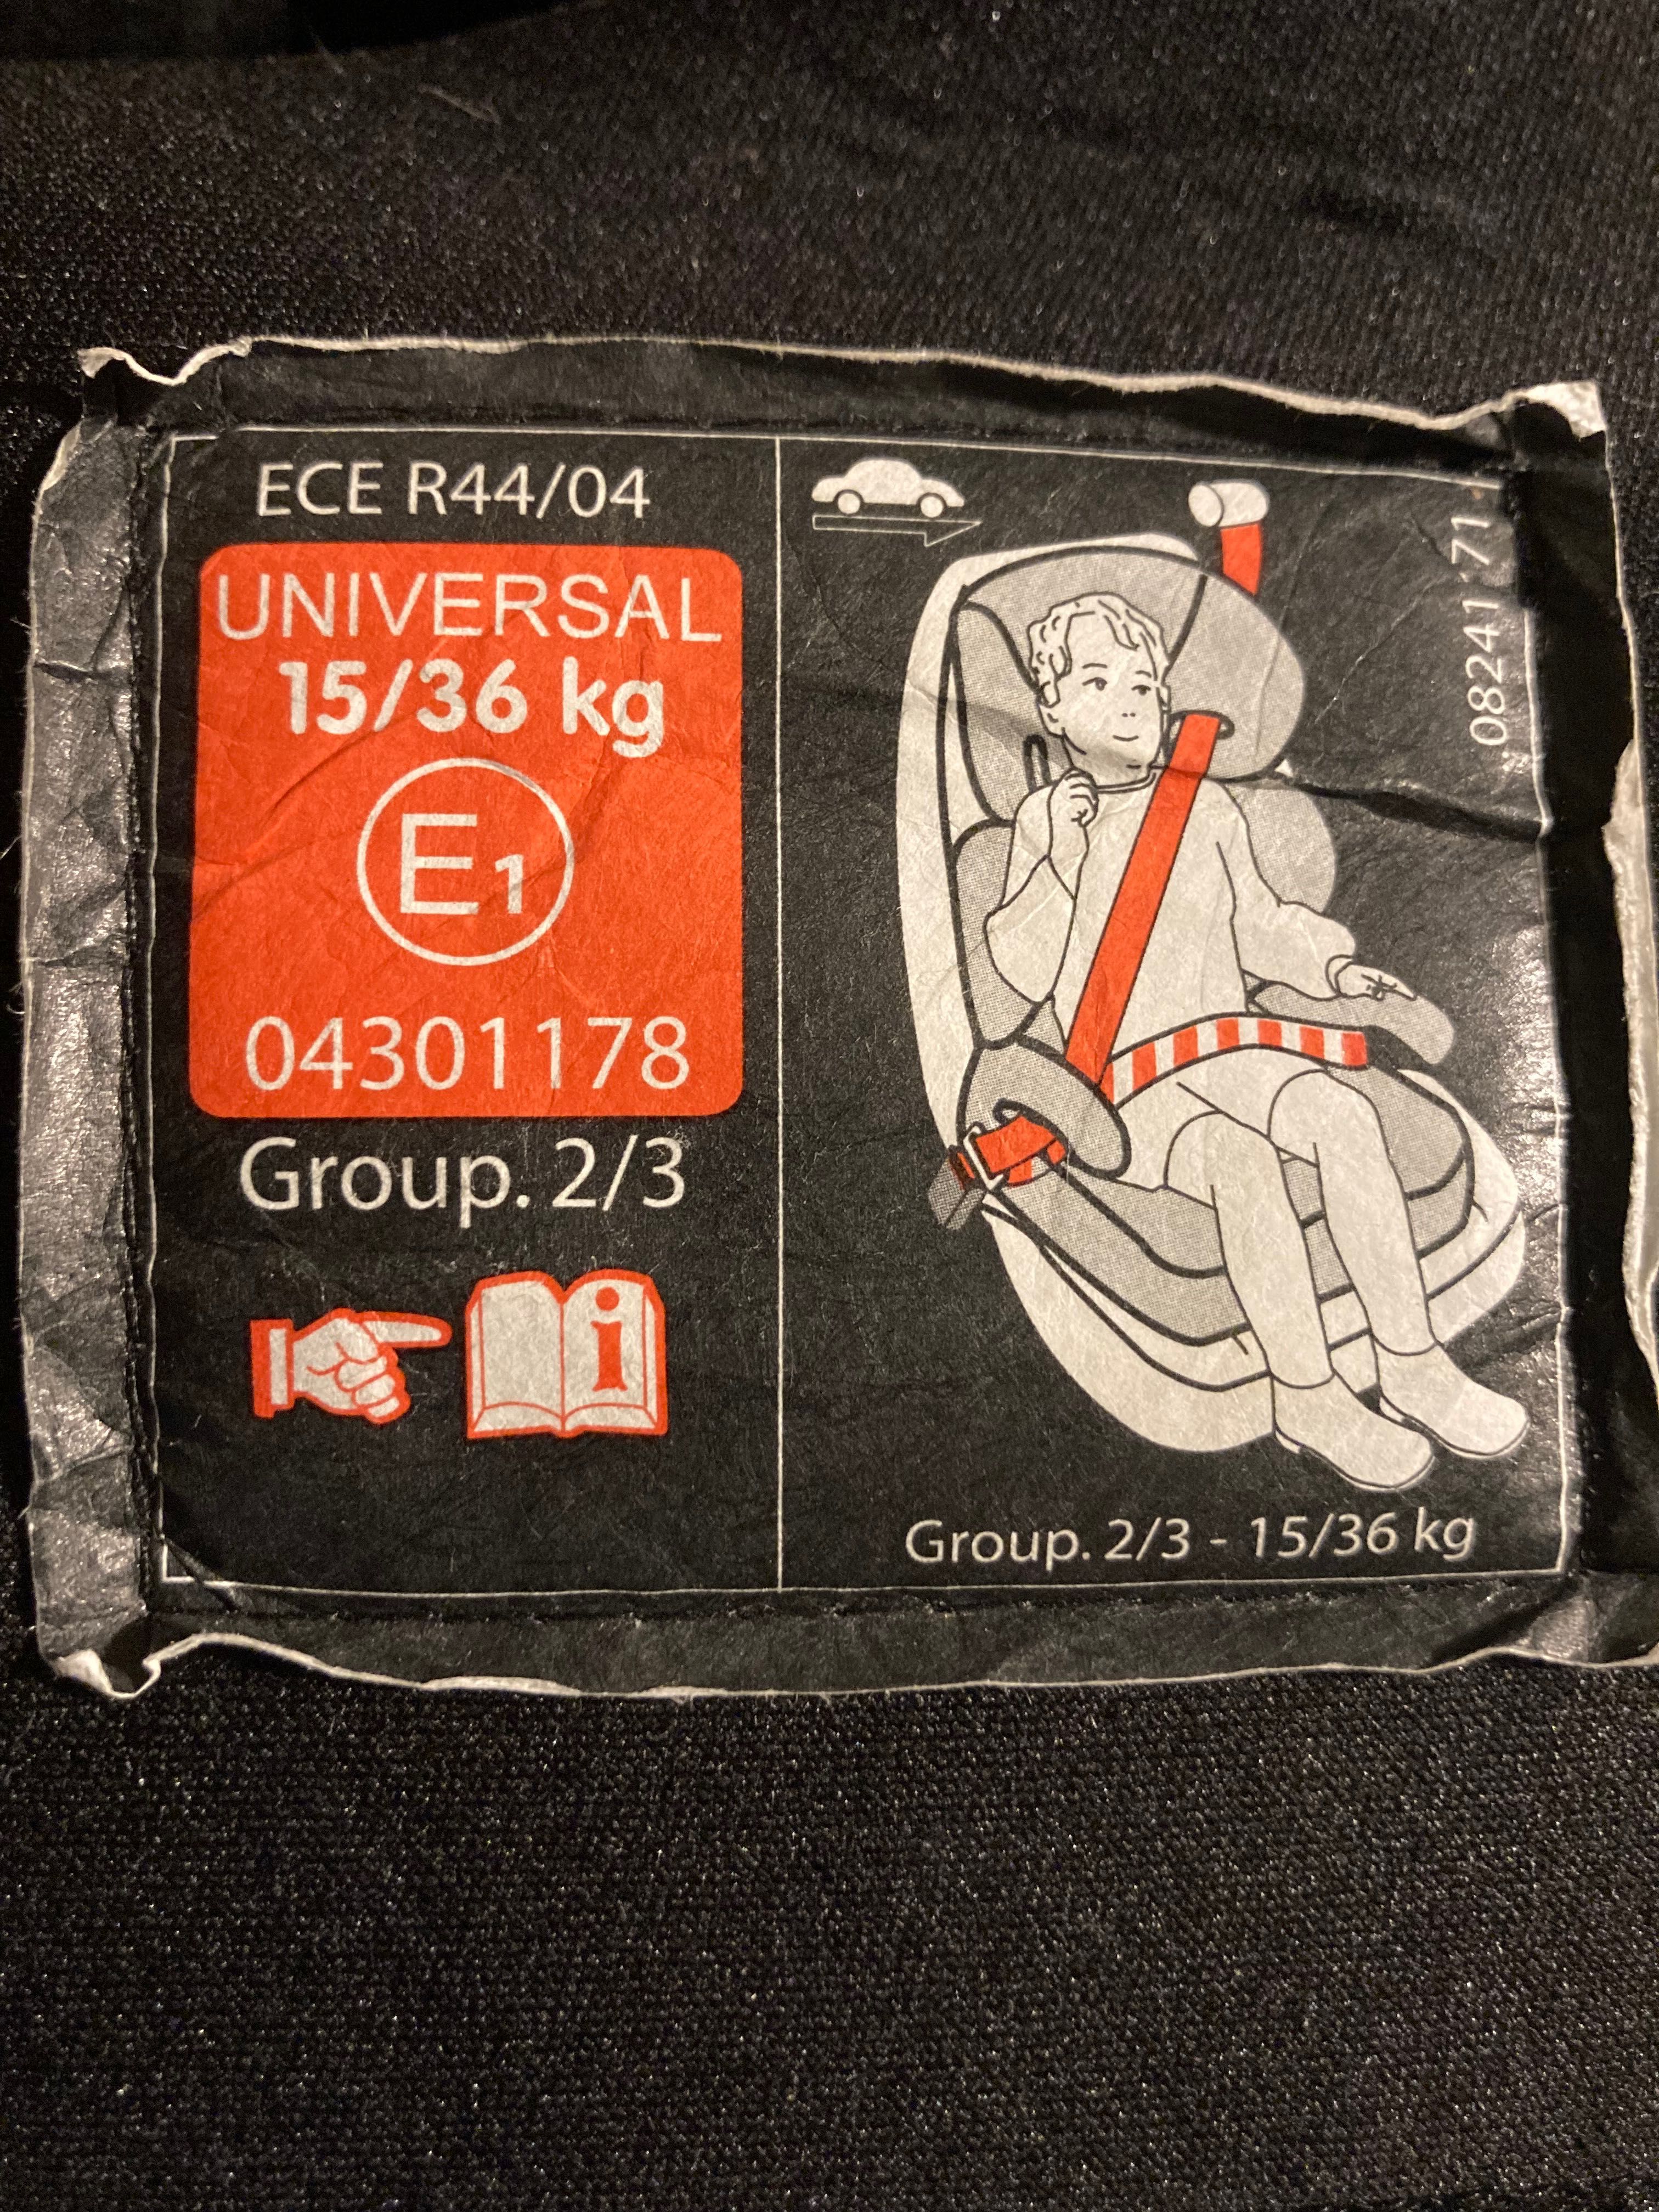 ECE R44/04
UNIVERSAL
15/36 kg
E1
04301178
Group. 2/3
i
Group. 2/3 - 15/36 kg